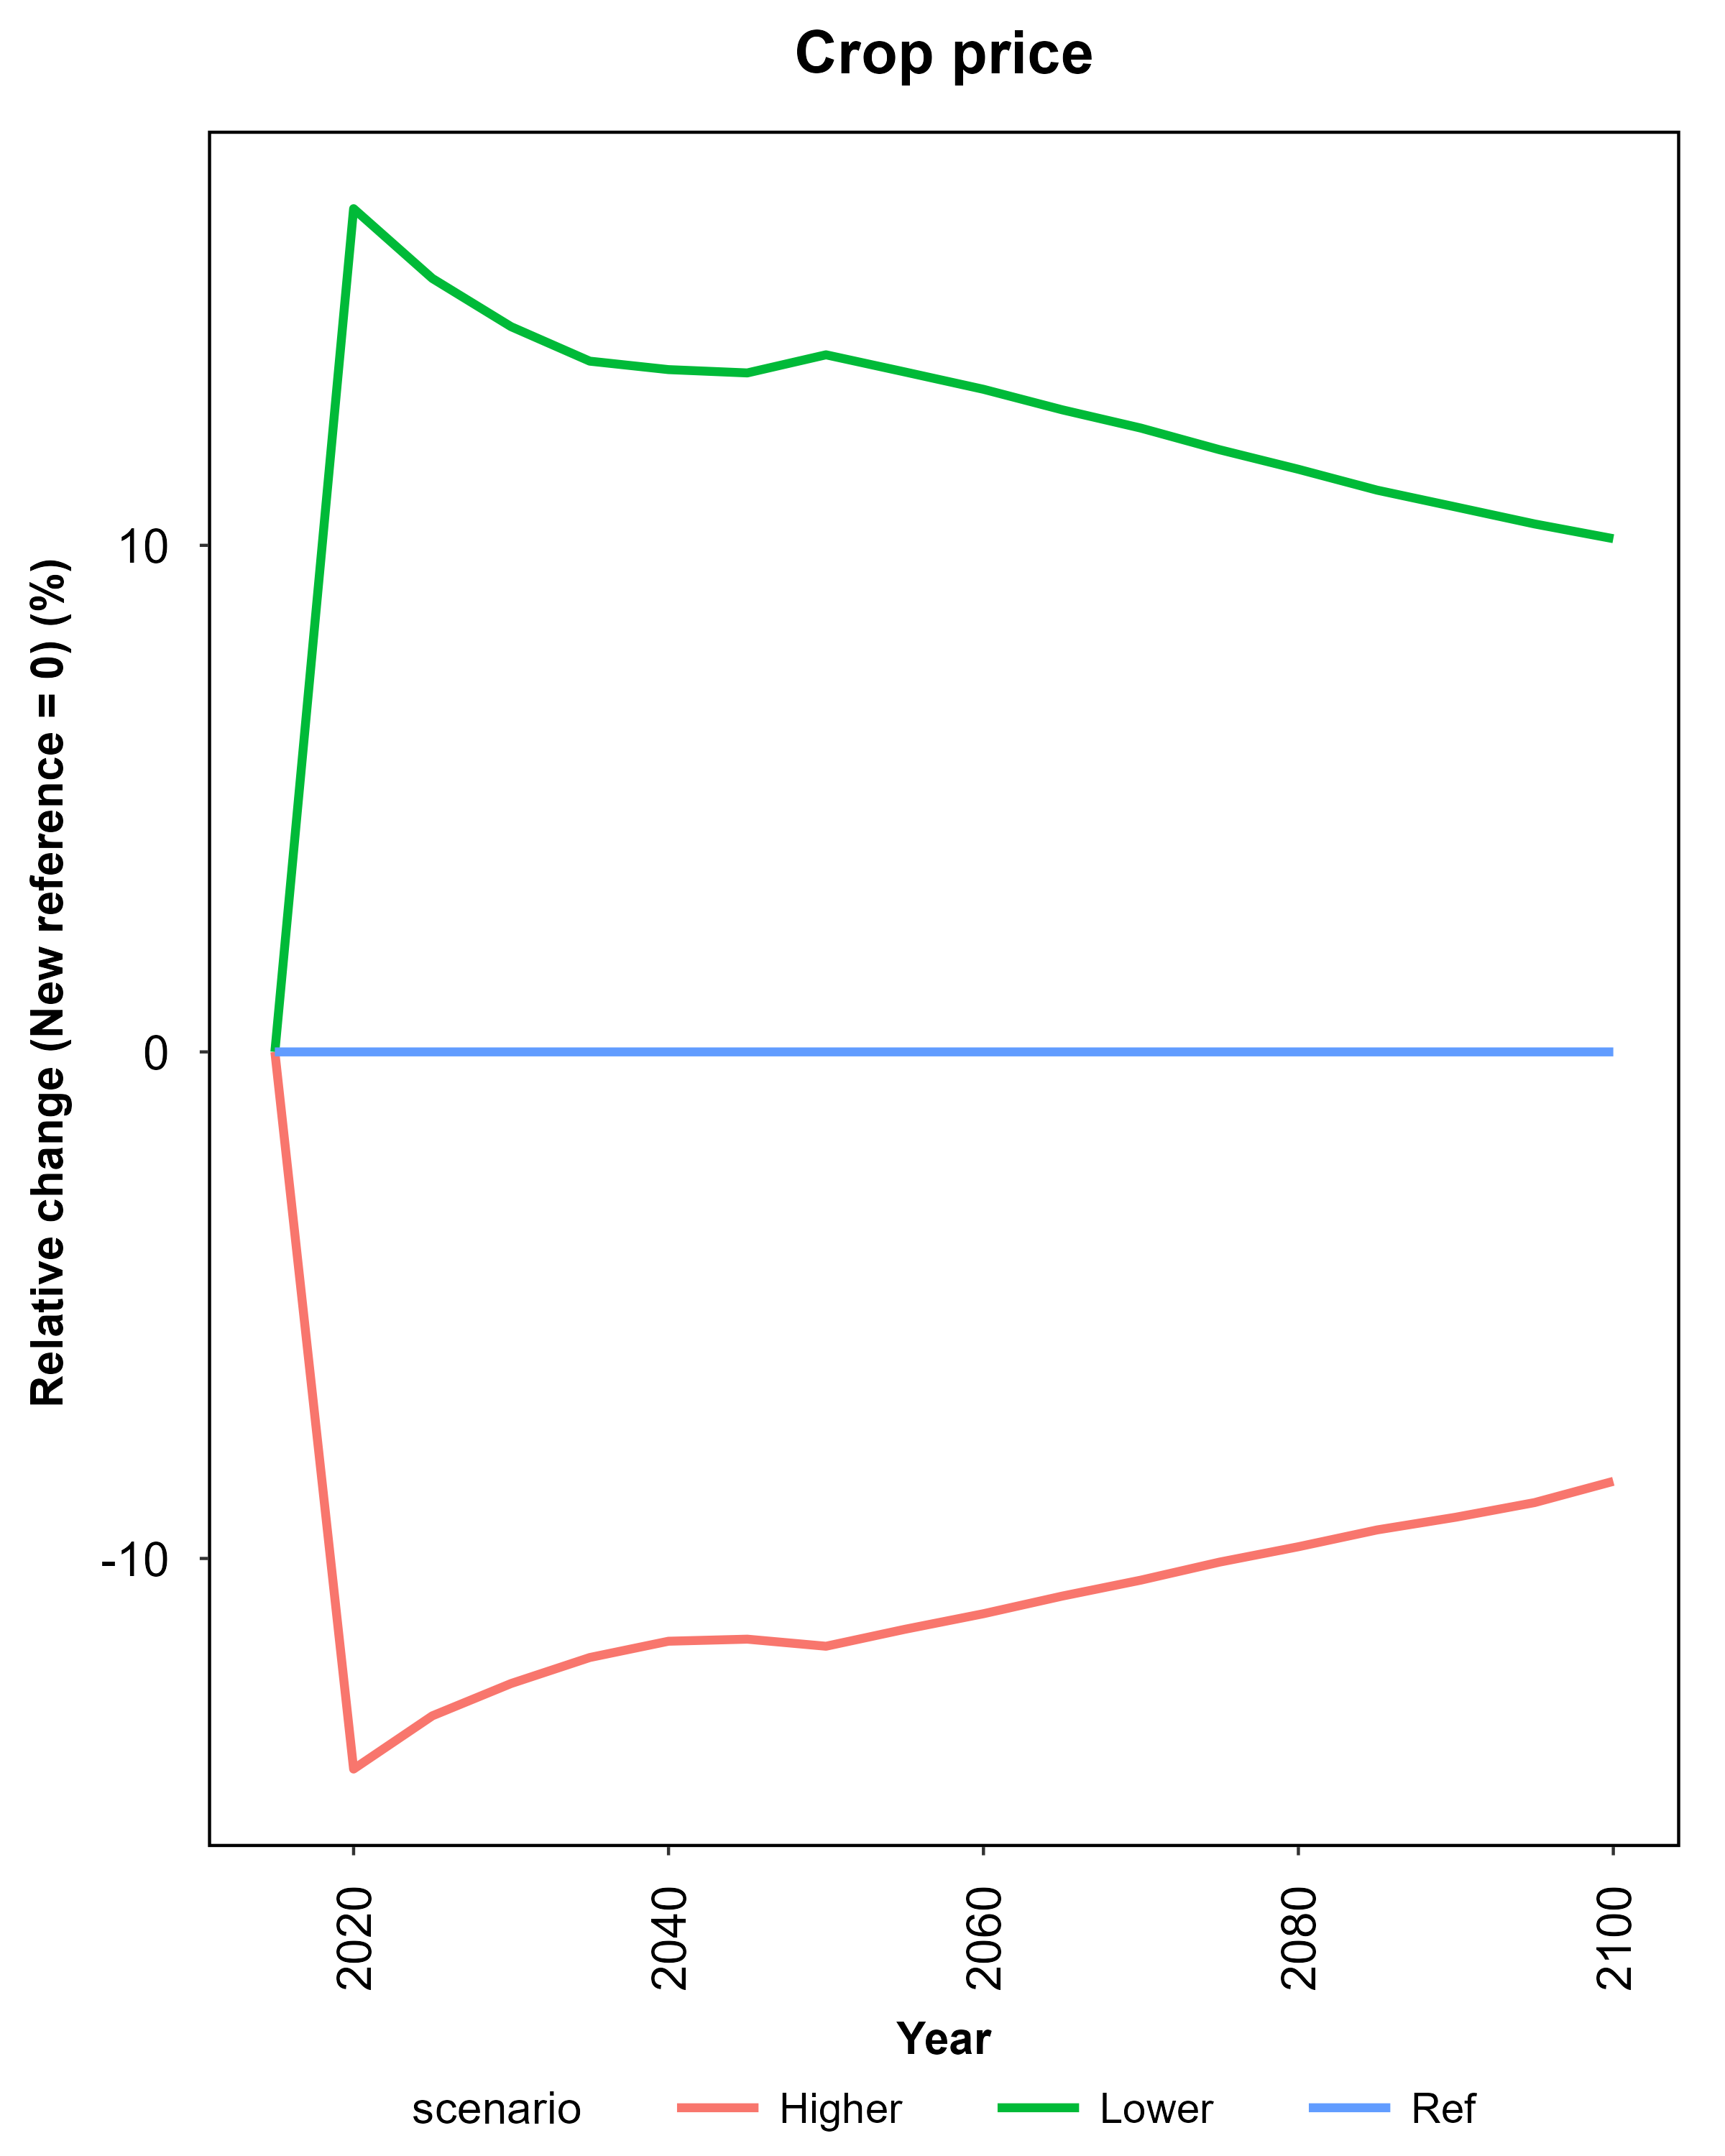 Crop price
Relative change (New reference = 0) (%)
10
0
-10
2020
2040
2060
2080
2100
Year
scenario Higher Lower Ref